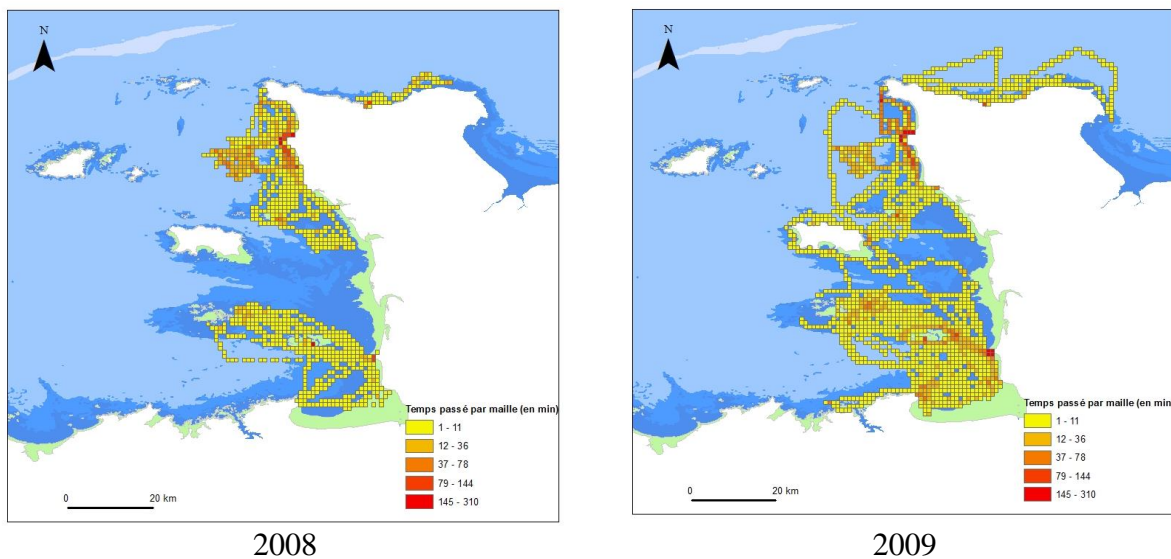 N
Temps passé par maille (en min)
1 - 11
12 - 36
37 - 78
79 - 144
145 - 310
0 20 km
2008
N
Temps passé par maille (en min)
1 - 11
12 - 36
37 - 78
79 - 144
145 - 310
0 20 km
2009